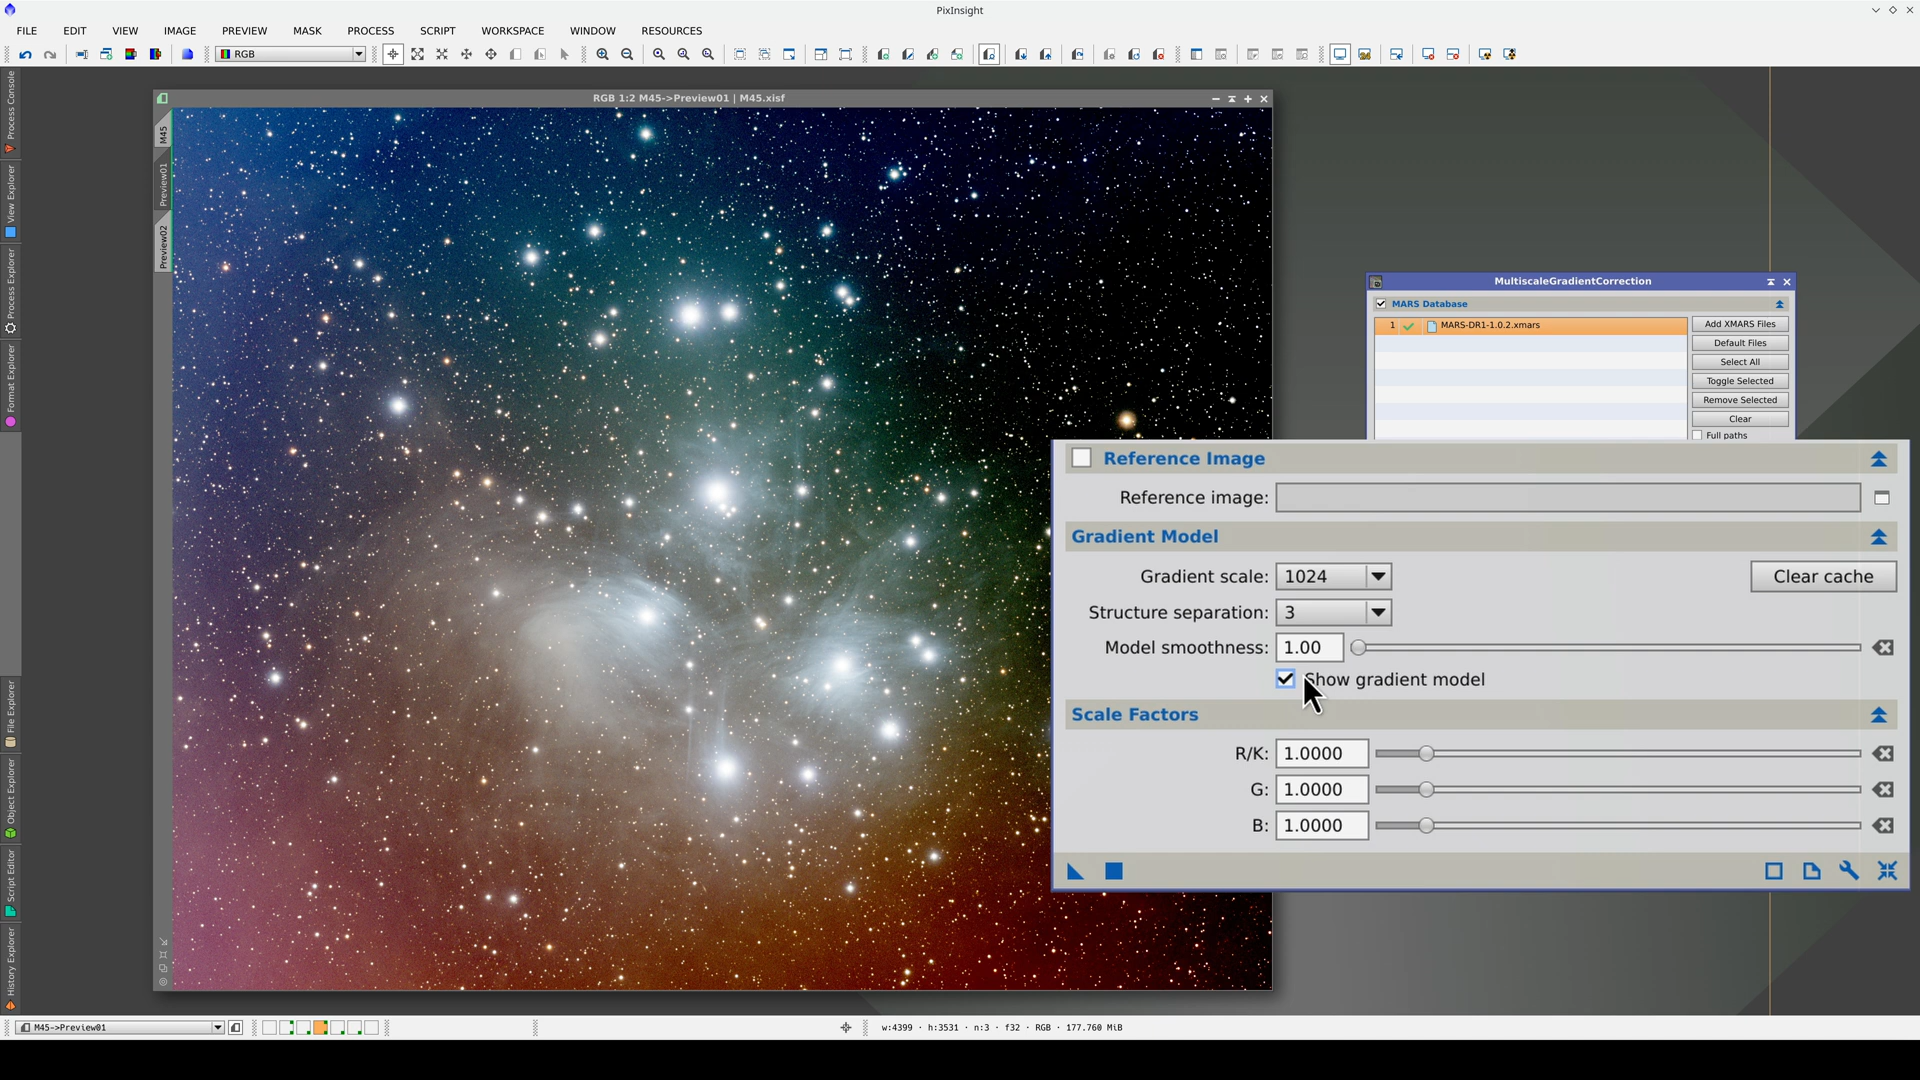 PixInsight
FILE EDIT VIEW IMAGE PREVIEW MASK PROCESS SCRIPT WORKSPACE WINDOW RESOURCES
RGB
Process Console
View Explorer
Process Explorer
Format Explorer
File Explorer
Object Explorer
Script Editor
History Explorer
RGB 1:2 M45->Preview01 | M45.xisf
M45
Preview01
Preview02
MultiscaleGradientCorrection
MARS Database
1 MARS-DR1-1.0.2.xmars
Add XMARS Files
Default Files
Select All
Toggle Selected
Remove Selected
Clear
Full paths
Reference Image
Reference image:
Gradient Model
Gradient scale: 1024 Clear cache
Structure separation: 3
Model smoothness: 1.00
Show gradient model
Scale Factors
R/K: 1.0000
G: 1.0000
B: 1.0000
M45->Preview01
w:4399 · h:3531 · n:3 · f32 · RGB · 177.760 MiB